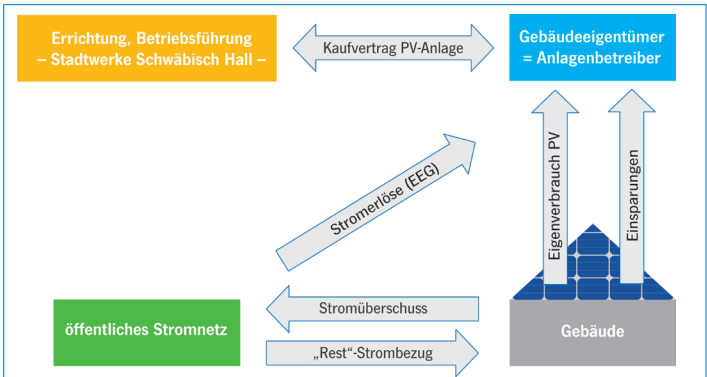 Errichtung, Betriebsführung
– Stadtwerke Schwäbisch Hall –
Kaufvertrag PV-Anlage
Gebäudeeigentümer
= Anlagenbetreiber
Stromerlöse (EEG)
Eigenverbrauch PV
Einsparungen
öffentliches Stromnetz
Stromüberschuss
„Rest“-Strombezug
Gebäude